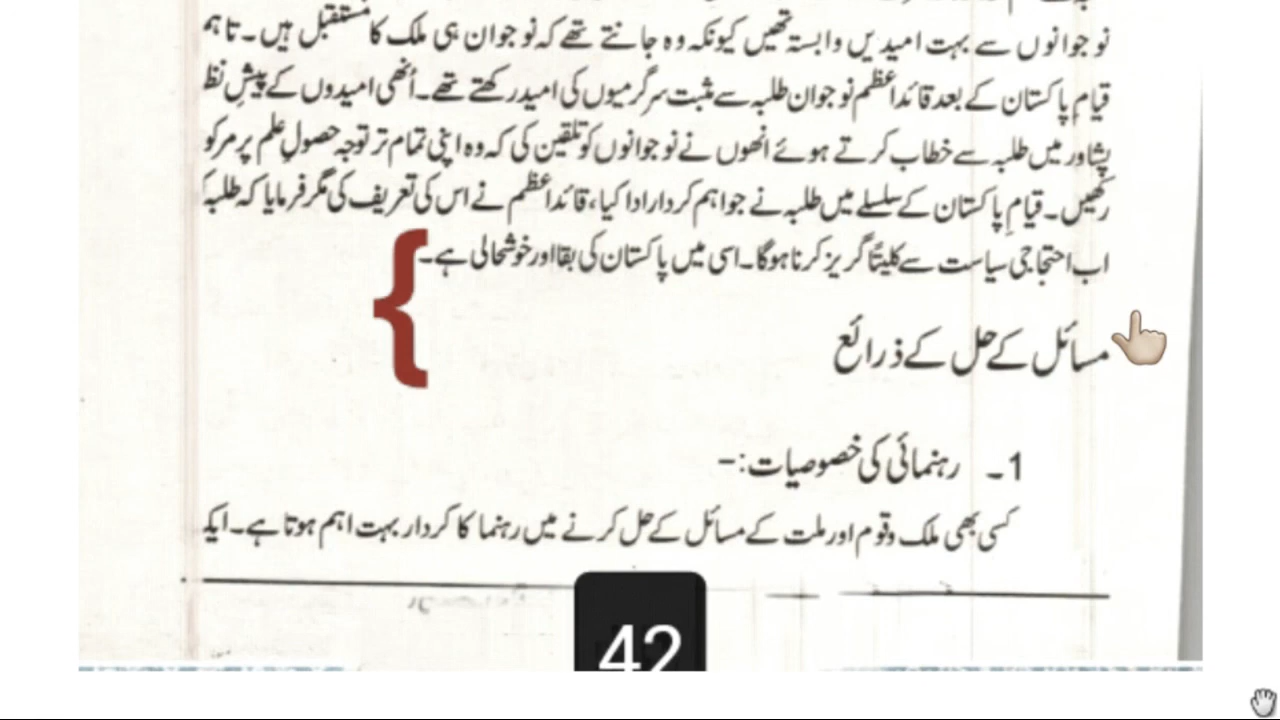 نوجوانوں سے بہت امیدیں وابستہ تھیں کیونکہ وہ جانتے تھے کہ نوجوان ہی ملک کا مستقبل ہیں۔ تاہم
قیامِ پاکستان کے بعد قائداعظم نوجوان طلبہ سے مثبت سرگرمیوں کی امید رکھتے تھے۔ اُنھی امیدوں کے پیشِ نظ
پشاور میں طلبہ سے خطاب کرتے ہوئے انھوں نے نوجوانوں کو تلقین کی کہ وہ اپنی تمام تر توجہ حصولِ علم پر مرکو
رکھیں۔ قیامِ پاکستان کے سلسلے میں طلبہ نے جو اہم کردار ادا کیا، قائداعظم نے اس کی تعریف کی مگر فرمایا کہ طلبہ
اب احتجاجی سیاست سے کلیتًا گریز کرنا ہوگا۔ اسی میں پاکستان کی بقا اور خوشحالی ہے۔
مسائل کے حل کے ذرائع
1۔ رہنمائی کی خصوصیات:-
کسی بھی ملک و قوم اور ملت کے مسائل کے حل کرنے میں رہنما کا کردار بہت اہم ہوتا ہے۔ ایک
42